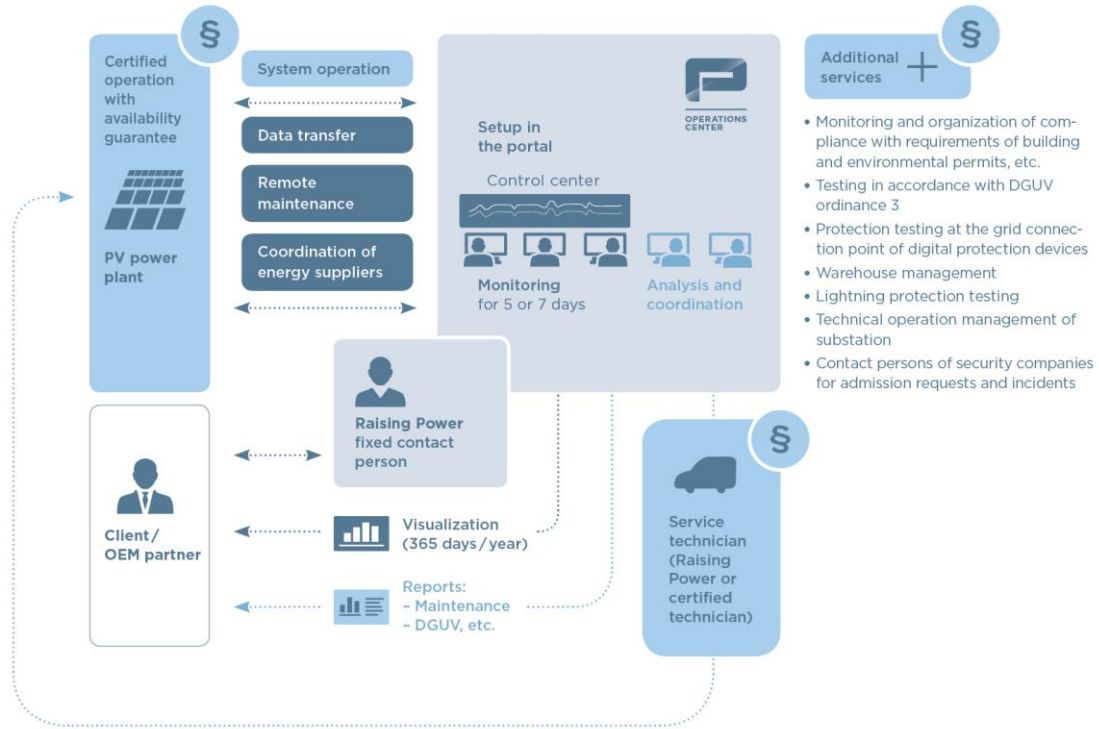 §
Certified
operation
with
availability
guarantee
PV power
plant
System operation
Data transfer
Remote
maintenance
Coordination of
energy suppliers
OPERATIONS
CENTER
Setup in
the portal
Control center
Monitoring
for 5 or 7 days
Analysis and
coordination
§
Additional
services +
• Monitoring and organization of com-
pliance with requirements of building
and environmental permits, etc.
• Testing in accordance with DGUV
ordinance 3
• Protection testing at the grid connec-
tion point of digital protection devices
• Warehouse management
• Lightning protection testing
• Technical operation management of
substation
• Contact persons of security companies
for admission requests and incidents
Raising Power
fixed contact
person
Client /
OEM partner
Visualization
(365 days / year)
Reports:
– Maintenance
– DGUV, etc.
§
Service
technician
(Raising
Power or
certified
technician)